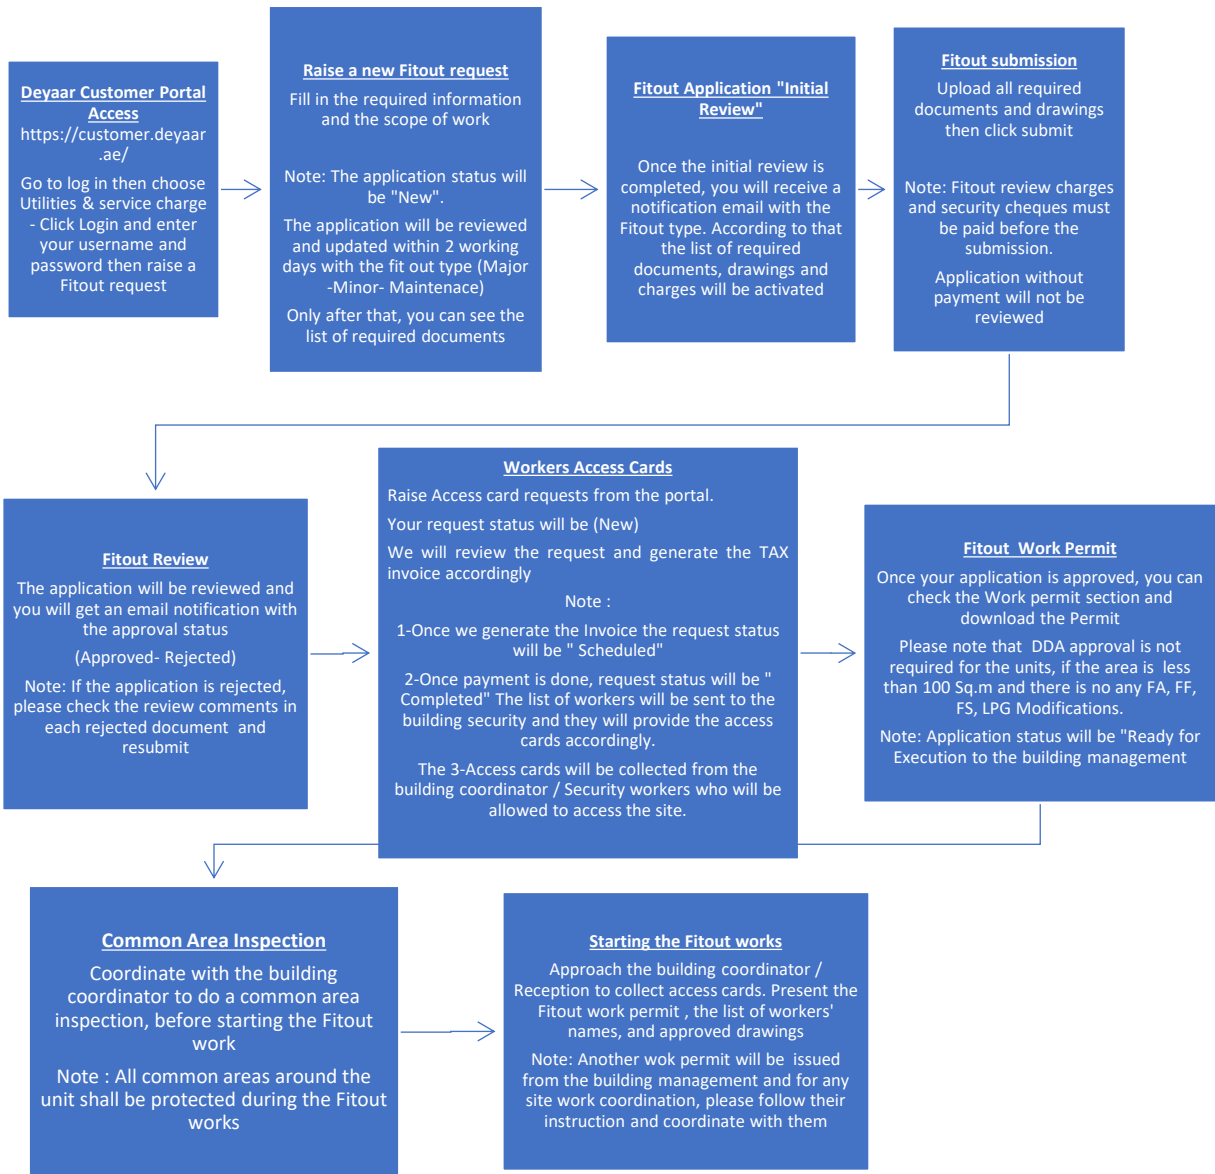 Deyaar Customer Portal
Access
https://customer.deyaar
.ae/
Go to log in then choose
Utilities & service charge
- Click Login and enter
your username and
password then raise a
Fitout request
Raise a new Fitout request
Fill in the required information
and the scope of work
Note: The application status will
be "New".
The application will be reviewed
and updated within 2 working
days with the fit out type (Major
-Minor- Maintenace)
Only after that, you can see the
list of required documents
Fitout Application "Initial
Review"
Once the initial review is
completed, you will receive a
notification email with the
Fitout type. According to that
the list of required
documents, drawings and
charges will be activated
Fitout submission
Upload all required
documents and drawings
then click submit
Note: Fitout review charges
and security cheques must
be paid before the
submission.
Application without
payment will not be
reviewed
Fitout Review
The application will be reviewed and
you will get an email notification with
the approval status
(Approved- Rejected)
Note: If the application is rejected,
please check the review comments in
each rejected document  and
resubmit
Workers Access Cards
Raise Access card requests from the portal.
Your request status will be (New)
We will review the request and generate the TAX
invoice accordingly
Note :
1-Once we generate the Invoice the request status
will be " Scheduled"
2-Once payment is done, request status will be "
Completed" The list of workers will be sent to the
building security and they will provide the access
cards accordingly.
The 3-Access cards will be collected from the
building coordinator / Security workers who will be
allowed to access the site.
Fitout  Work Permit
Once your application is approved, you can
check the Work permit section and
download the Permit
Please note that  DDA approval is not
required for the units, if the area is  less
than 100 Sq.m and there is no any FA, FF,
FS, LPG Modifications.
Note: Application status will be "Ready for
Execution to the building management
Common Area Inspection
Coordinate with the building
coordinator to do a common area
inspection, before starting the Fitout
work
Note : All common areas around the
unit shall be protected during the Fitout
works
Starting the Fitout works
Approach the building coordinator /
Reception to collect access cards. Present the
Fitout work permit , the list of workers'
names, and approved drawings
Note: Another wok permit will be  issued
from the building management and for any
site work coordination, please follow their
instruction and coordinate with them